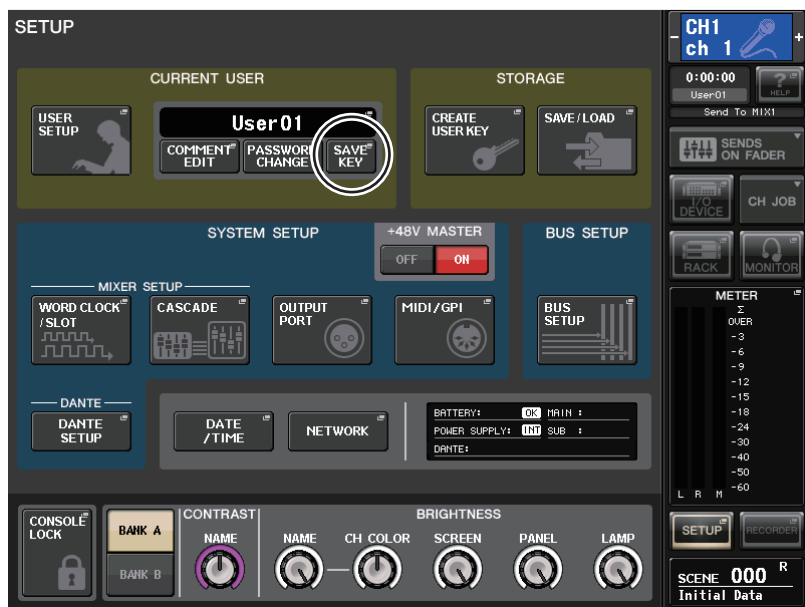 SETUP
CURRENT USER
USER
SETUP
User01
COMMENT
EDIT
PASSWORD
CHANGE
SAVE
KEY
STORAGE
CREATE
USER KEY
SAVE/LOAD
SYSTEM SETUP
+48V MASTER
OFF
ON
BUS SETUP
MIXER SETUP
WORD CLOCK
/SLOT
CASCADE
OUTPUT
PORT
MIDI/GPI
BUS
SETUP
DANTE
DANTE
SETUP
DATE
/TIME
NETWORK
BATTERY: OK MAIN :
POWER SUPPLY: INT SUB :
DANTE:
CONSOLE
LOCK
BANK A
BANK B
CONTRAST
NAME
BRIGHTNESS
NAME
CH COLOR
SCREEN
PANEL
LAMP
- CH1 +
ch 1
0:00:00
User01
?
HELP
Send To MIX1
SENDS
ON FADER
I/O
DEVICE
CH JOB
RACK
MONITOR
METER
Σ
OVER
-3
-6
-9
-12
-15
-18
-24
-30
-40
-50
-60
L R M
SETUP
RECORDER
SCENE 000 R
Initial Data